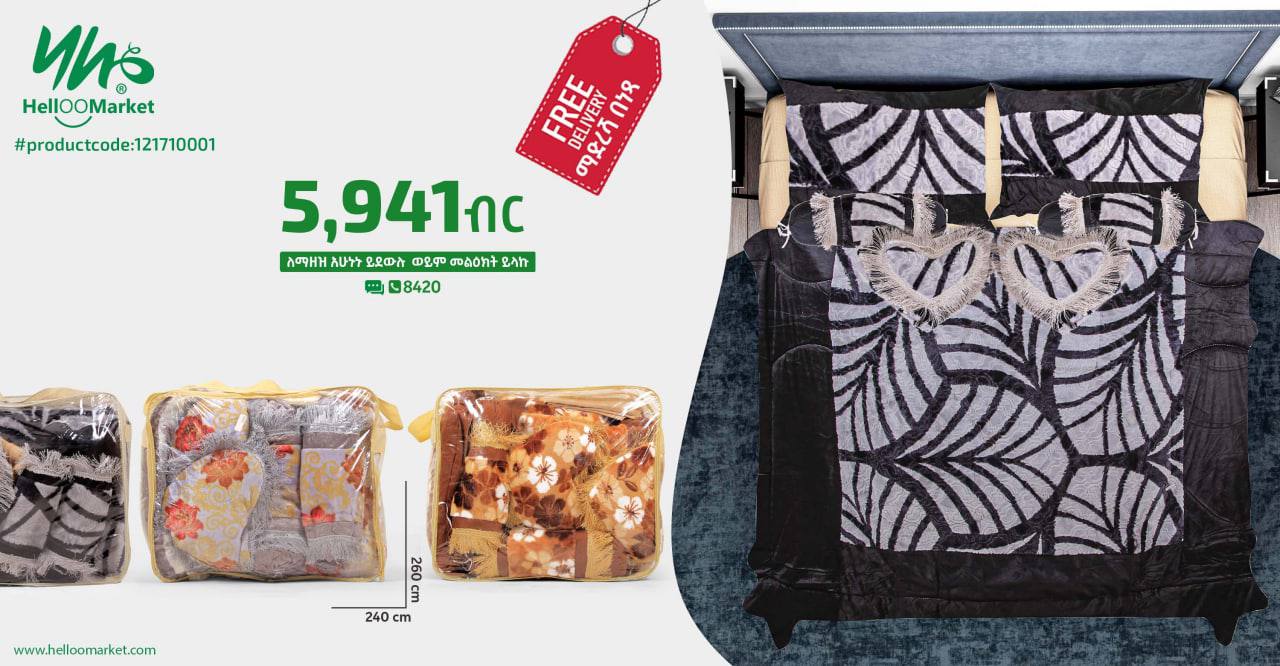 ሃሎ
HellOOMarket
#productcode:121710001
FREE
DELIVERY
ማድረሻ በነጻ
5,941ብር
ለማዘዝ አሁኑኑ ይደውሉ ወይም መልዕክት ይላኩ
8420
260 cm
240 cm
www.helloomarket.com